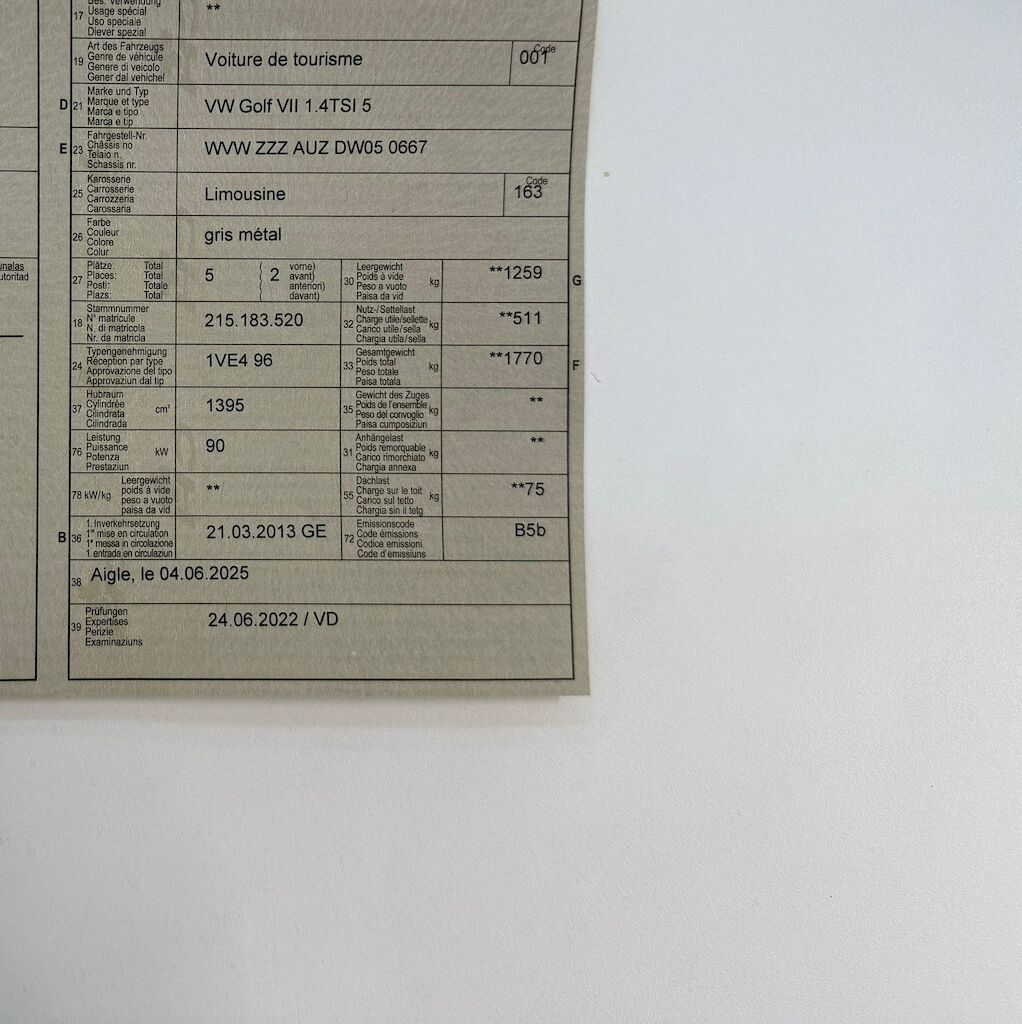 Bes. Verwendung
17 Usage spécial **
Uso speciale
Diever spezial
Art des Fahrzeugs Code
19 Genre de véhicule Voiture de tourisme 001
Genere di veicolo
Gener dal vehichel
Marke und Typ
D 21 Marque et type VW Golf VII 1.4TSI 5
Marca e tipo
Marca e tip
Fahrgestell-Nr.
E 23 Châssis no WVW ZZZ AUZ DW05 0667
Telaio n.
Schassis nr.
Karosserie Code
25 Carrosserie Limousine 163
Carrozzeria
Carossaria
Farbe
26 Couleur gris métal
Colore
Colur
unalas
utoritad
Plätze: Total vorne) Leergewicht
27 Places: Total 5 ( 2 avant) 30 Poids à vide kg **1259 G
Posti: Totale anteriori) Peso a vuoto
Plazs: Total davant) Paisa da vid
Stammnummer Nutz-/Sattellast
18 N° matricule 215.183.520 32 Charge utile/sellette kg **511
N. di matricola Carico utile/sella
Nr. da matricla Chargia utila/sella
Typengenehmigung Gesamtgewicht
24 Réception par type 1VE4 96 33 Poids total kg **1770 F
Approvazione del tipo Peso totale
Approvaziun dal tip Paisa totala
Hubraum Gewicht des Zuges
37 Cylindrée cm³ 1395 35 Poids de l'ensemble kg **
Cilindrata Peso del convoglio
Cilindrada Paisa cumposiziun
Leistung Anhängelast
76 Puissance kW 90 31 Poids remorquable kg **
Potenza Carico rimorchiato
Prestaziun Chargia annexa
Leergewicht Dachlast
78 kW/kg poids à vide ** 55 Charge sur le toit kg **75
peso a vuoto Carico sul tetto
paisa da vid Chargia sin il tetg
1. Inverkehrsetzung Emissionscode
B 36 1re mise en circulation 21.03.2013 GE 72 Code émissions B5b
1a messa in circolazione Codice emissioni
1. entrada en circulaziun Code d'emissiuns
38 Aigle, le 04.06.2025
Prüfungen
39 Expertises 24.06.2022 / VD
Perizie
Examinaziuns